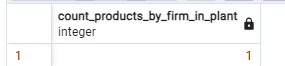 count_products_by_firm_in_plant
integer
1 1